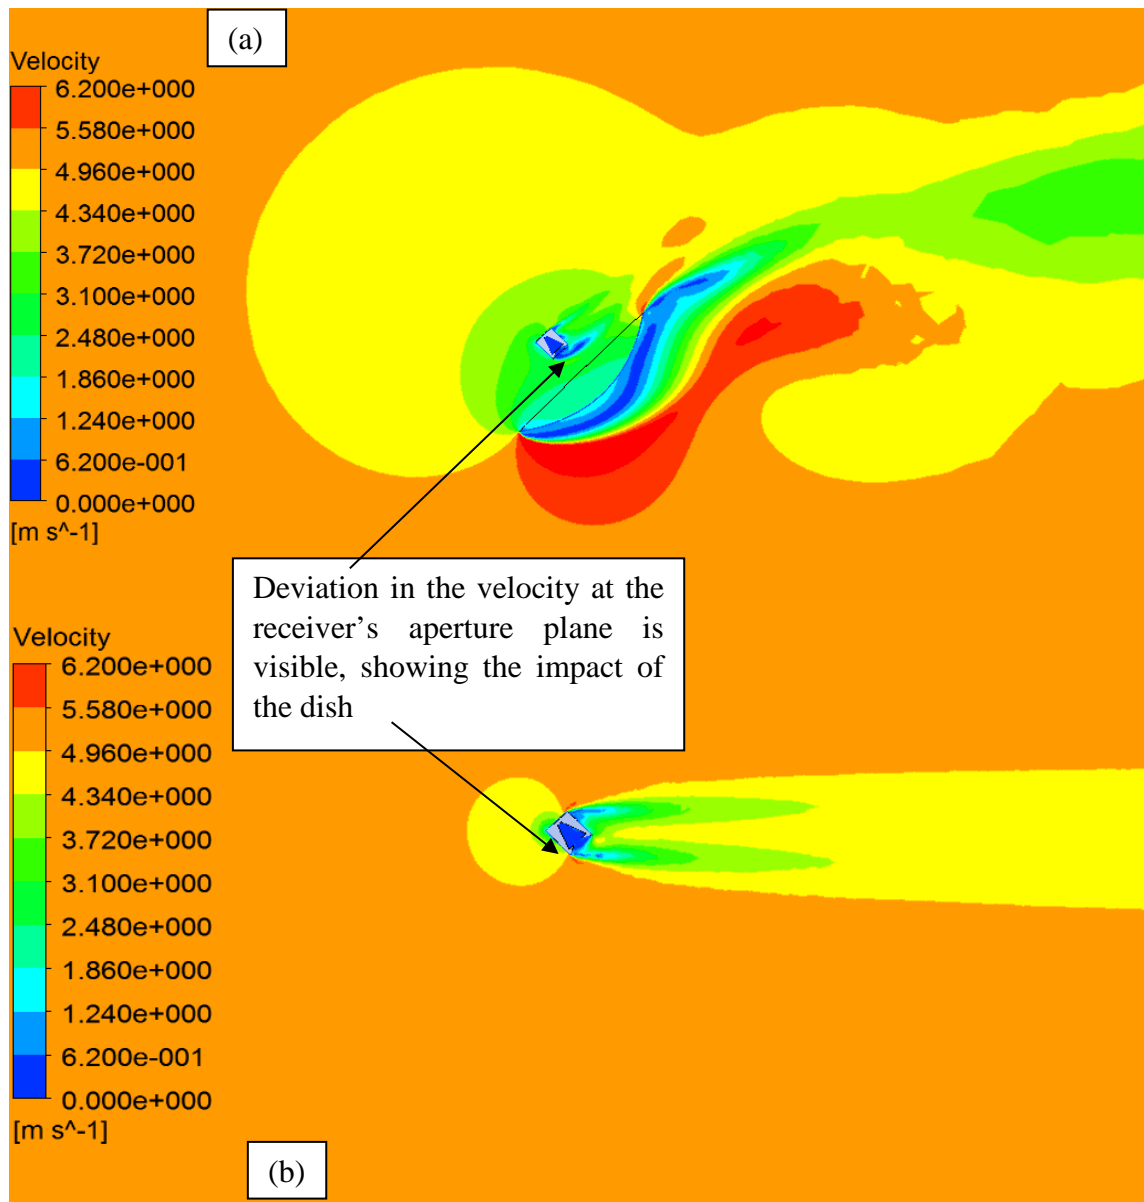 (a)
Velocity
6.200e+000
5.580e+000
4.960e+000
4.340e+000
3.720e+000
3.100e+000
2.480e+000
1.860e+000
1.240e+000
6.200e-001
0.000e+000
[m s^-1]
Deviation in the velocity at the
receiver’s aperture plane is
visible, showing the impact of
the dish
Velocity
6.200e+000
5.580e+000
4.960e+000
4.340e+000
3.720e+000
3.100e+000
2.480e+000
1.860e+000
1.240e+000
6.200e-001
0.000e+000
[m s^-1]
(b)